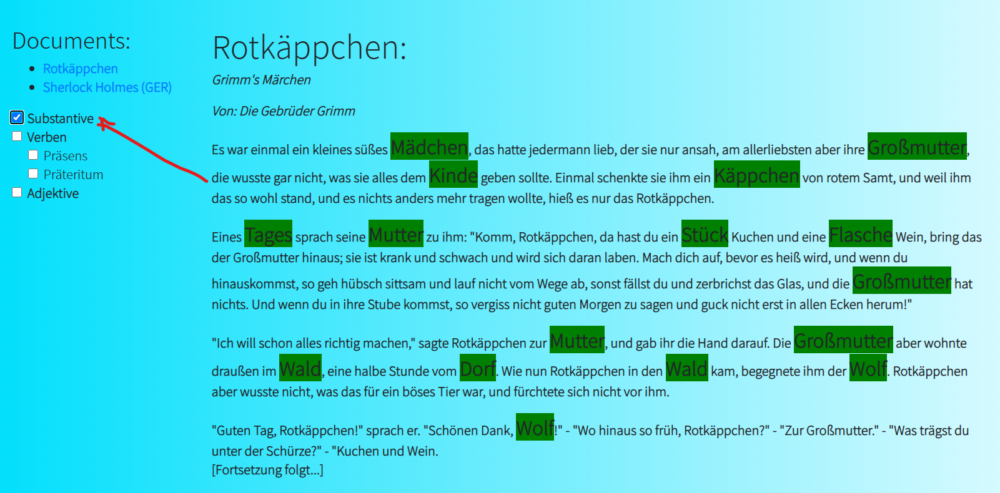 Documents:
Rotkäppchen
Sherlock Holmes (GER)
Substantive
Verben
Präsens
Präteritum
Adjektive
Rotkäppchen:
Grimm's Märchen
Von: Die Gebrüder Grimm
Es war einmal ein kleines süßes Mädchen, das hatte jedermann lieb, der sie nur ansah, am allerliebsten aber ihre Großmutter,
die wusste gar nicht, was sie alles dem Kinde geben sollte. Einmal schenkte sie ihm ein Käppchen von rotem Samt, und weil ihm
das so wohl stand, und es nichts anders mehr tragen wollte, hieß es nur das Rotkäppchen.
Eines Tages sprach seine Mutter zu ihm: "Komm, Rotkäppchen, da hast du ein Stück Kuchen und eine Flasche Wein, bring das
der Großmutter hinaus; sie ist krank und schwach und wird sich daran laben. Mach dich auf, bevor es heiß wird, und wenn du
hinauskommst, so geh hübsch sittsam und lauf nicht vom Wege ab, sonst fällst du und zerbrichst das Glas, und die Großmutter hat
nichts. Und wenn du in ihre Stube kommst, so vergiss nicht guten Morgen zu sagen und guck nicht erst in allen Ecken herum!"
"Ich will schon alles richtig machen," sagte Rotkäppchen zur Mutter, und gab ihr die Hand darauf. Die Großmutter aber wohnte
draußen im Wald, eine halbe Stunde vom Dorf. Wie nun Rotkäppchen in den Wald kam, begegnete ihm der Wolf. Rotkäppchen
aber wusste nicht, was das für ein böses Tier war, und fürchtete sich nicht vor ihm.
"Guten Tag, Rotkäppchen!" sprach er. "Schönen Dank, Wolf!" - "Wo hinaus so früh, Rotkäppchen?" - "Zur Großmutter." - "Was trägst du
unter der Schürze?" - "Kuchen und Wein.
[Fortsetzung folgt...]